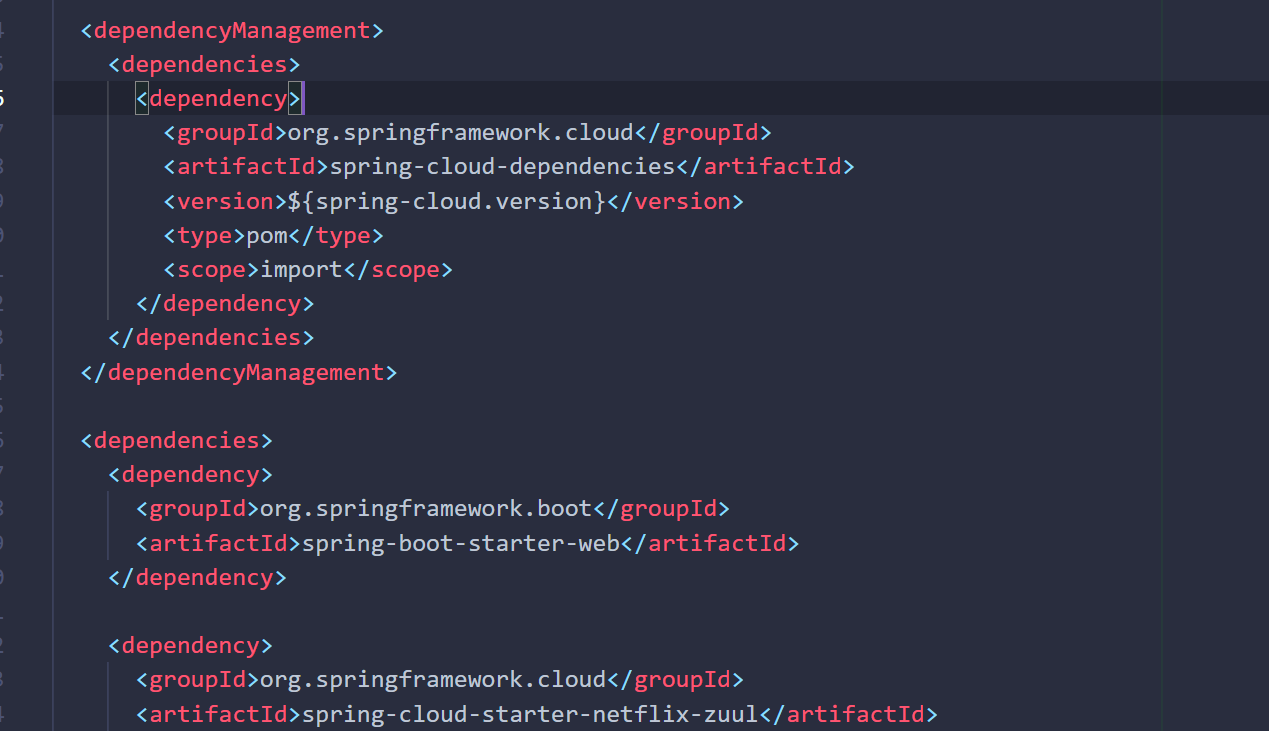 <dependencyManagement>
<dependencies>
<dependency>
<groupId>org.springframework.cloud</groupId>
<artifactId>spring-cloud-dependencies</artifactId>
<version>${spring-cloud.version}</version>
<type>pom</type>
<scope>import</scope>
</dependency>
</dependencies>
</dependencyManagement>
<dependencies>
<dependency>
<groupId>org.springframework.boot</groupId>
<artifactId>spring-boot-starter-web</artifactId>
</dependency>
<dependency>
<groupId>org.springframework.cloud</groupId>
<artifactId>spring-cloud-starter-netflix-zuul</artifactId>